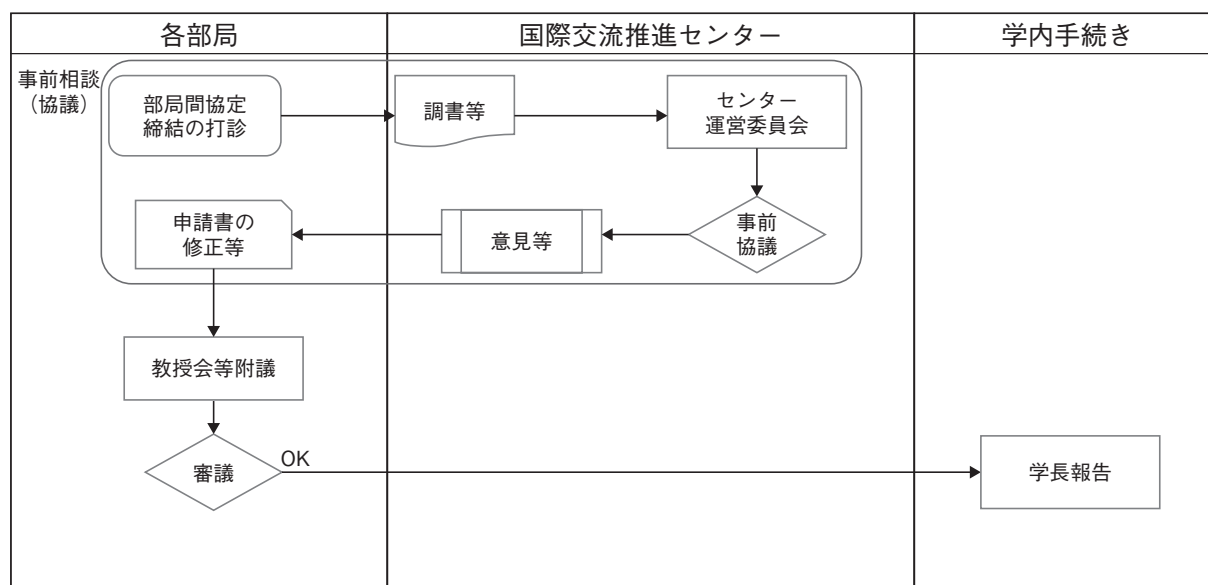 各部局
国際交流推進センター
学内手続き
事前相談
（協議）
部局間協定
締結の打診
調書等
センター
運営委員会
申請書の
修正等
意見等
事前
協議
教授会等附議
審議
OK
学長報告